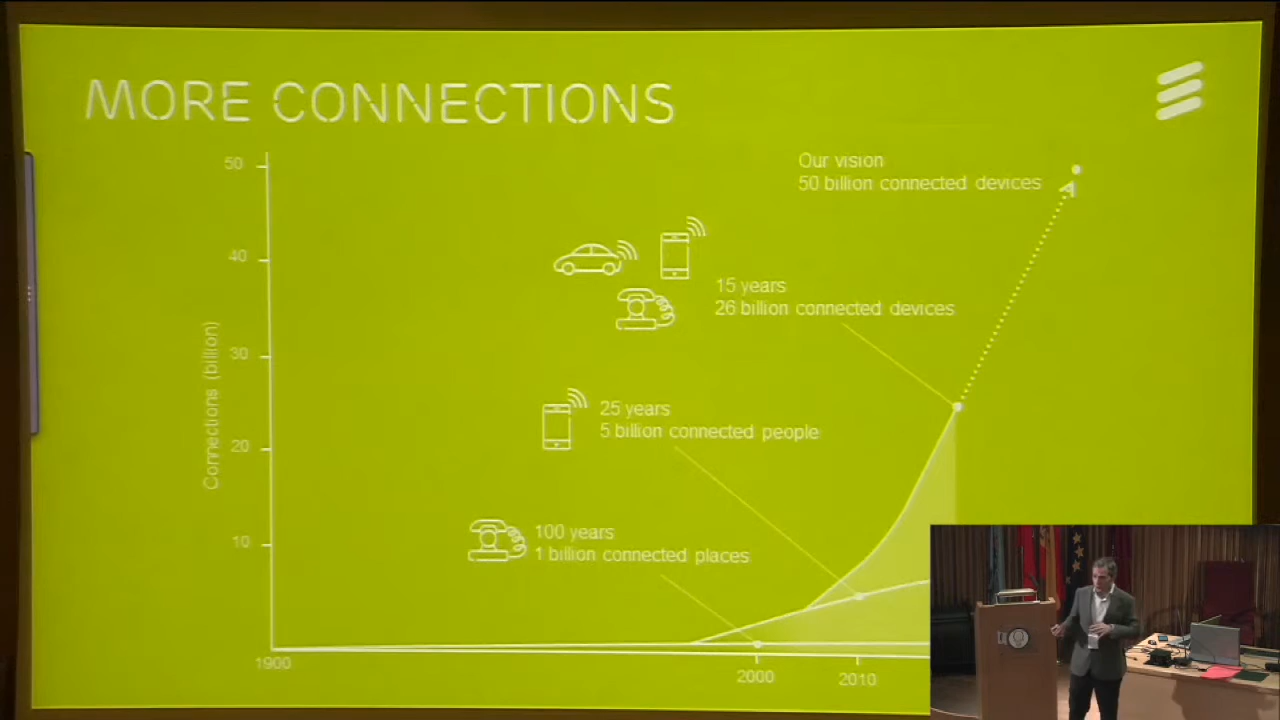 MORE CONNECTIONS
50
Our vision
50 billion connected devices
40
15 years
26 billion connected devices
30
Connections (billion)
25 years
5 billion connected people
20
100 years
1 billion connected places
10
1900
2000
2010